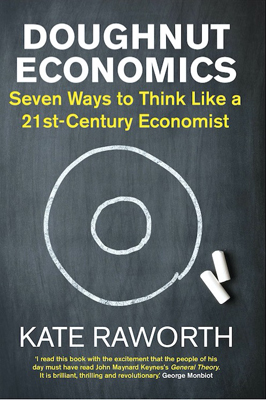 DOUGHNUT
ECONOMICS
Seven Ways to Think Like a
21st-Century Economist
KATE RAWORTH
'I read this book with the excitement that the people of his
day must have read John Maynard Keynes's General Theory.
It is brilliant, thrilling and revolutionary.' George Monbiot